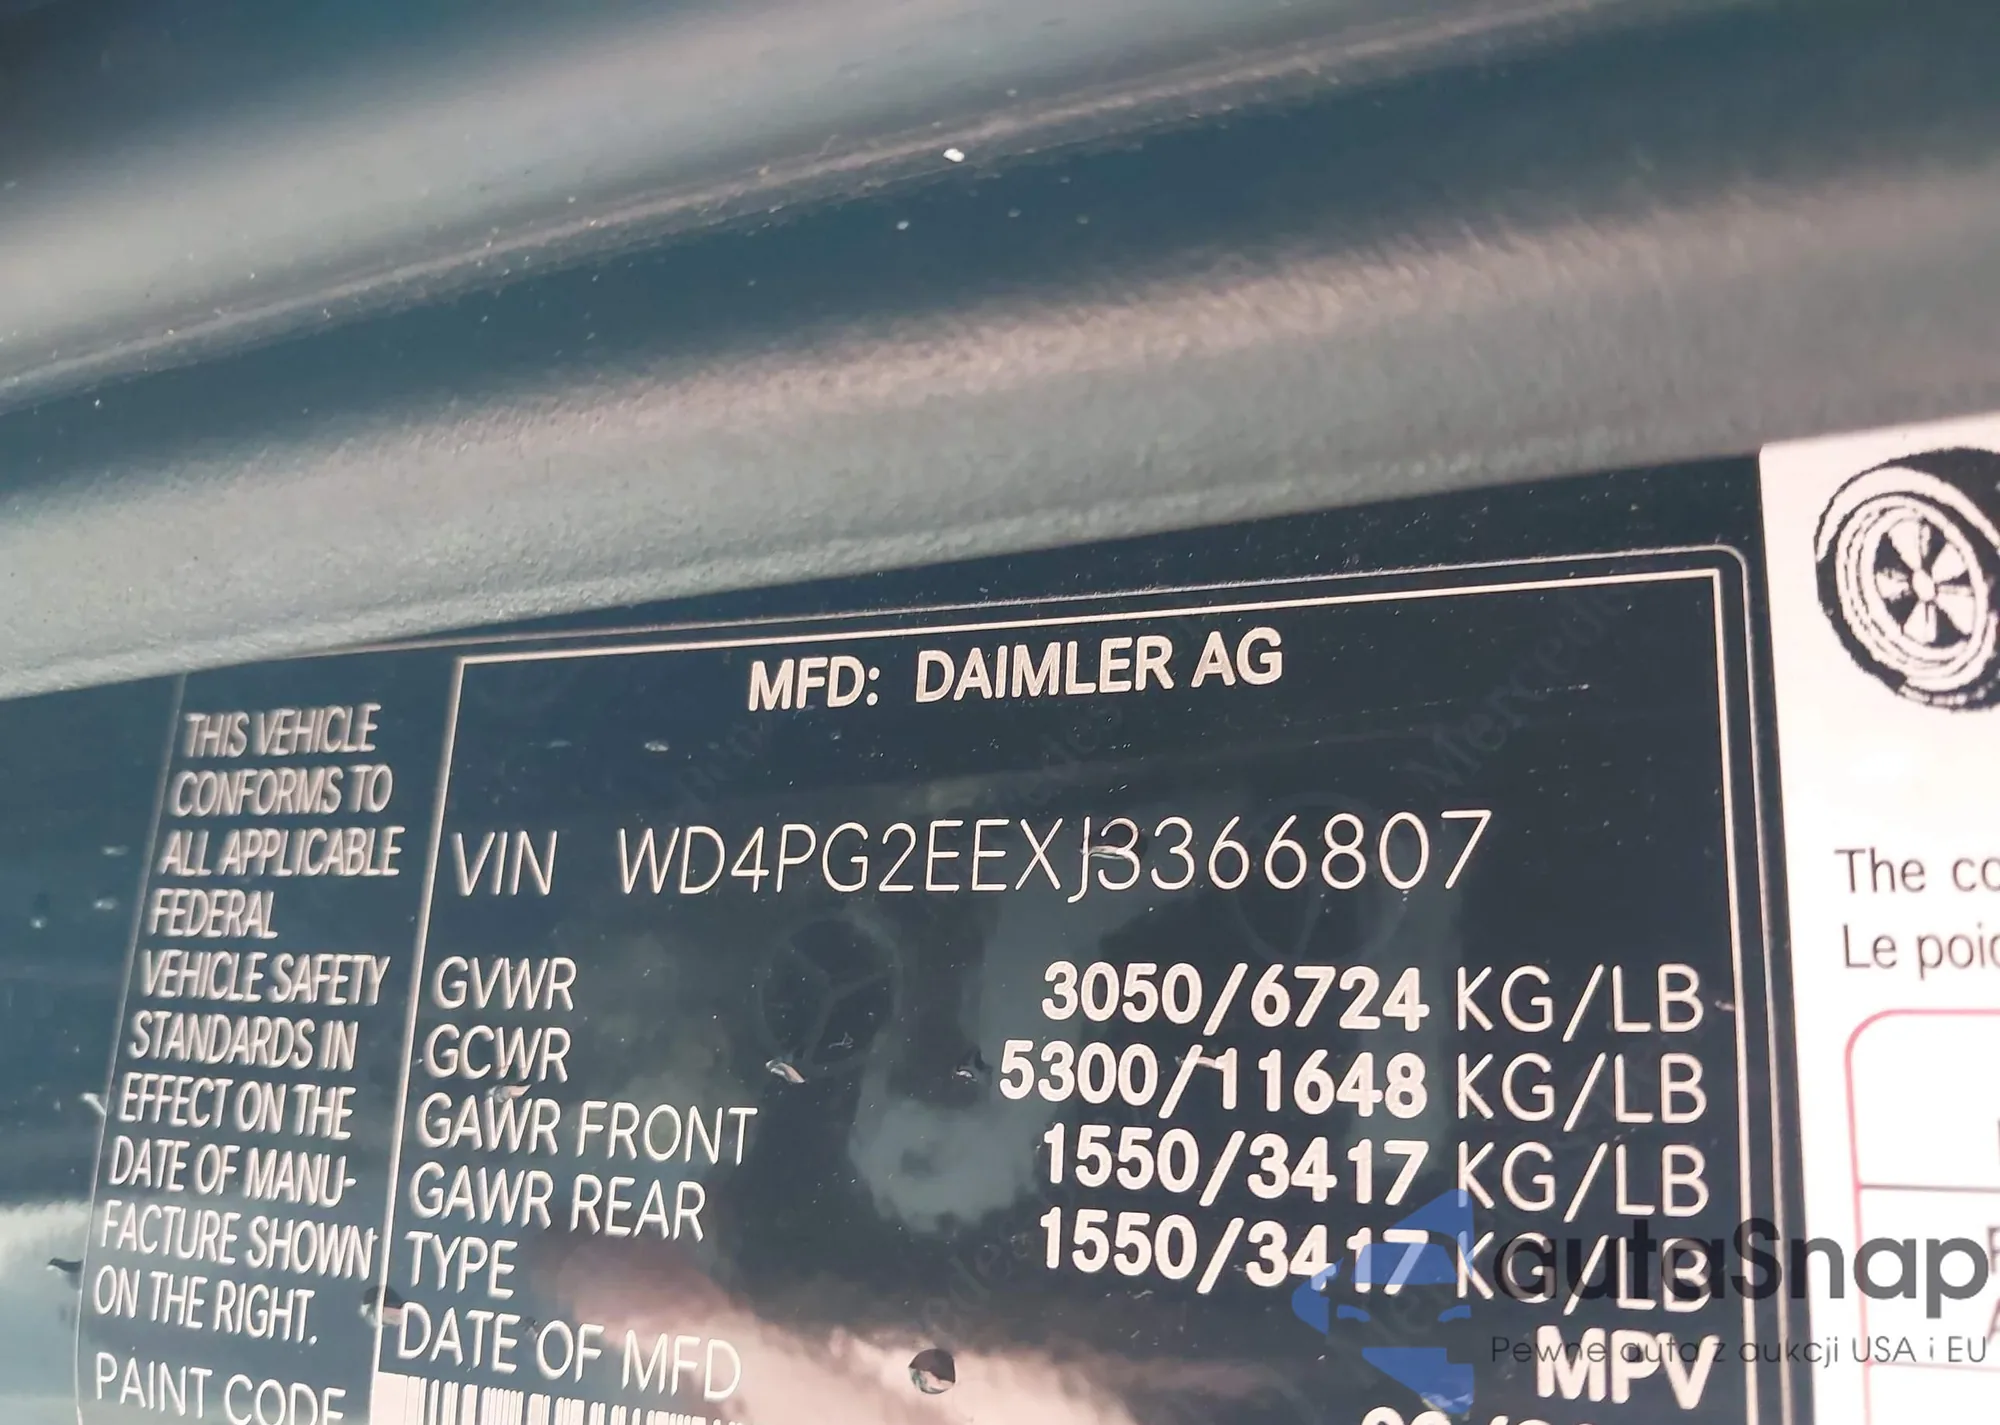 MFD: DAIMLER AG
THIS VEHICLE
CONFORMS TO
ALL APPLICABLE
FEDERAL
VEHICLE SAFETY
STANDARDS IN
EFFECT ON THE
DATE OF MANU-
FACTURE SHOWN
ON THE RIGHT.
PAINT CODE
VIN WD4PG2EEXJ3366807
GVWR 3050/6724 KG/LB
GCWR 5300/11648 KG/LB
GAWR FRONT 1550/3417 KG/LB
GAWR REAR 1550/3417 KG/LB
TYPE MPV
DATE OF MFD
The
Le
autaSnap
Pewne auta z aukcji USA i EU